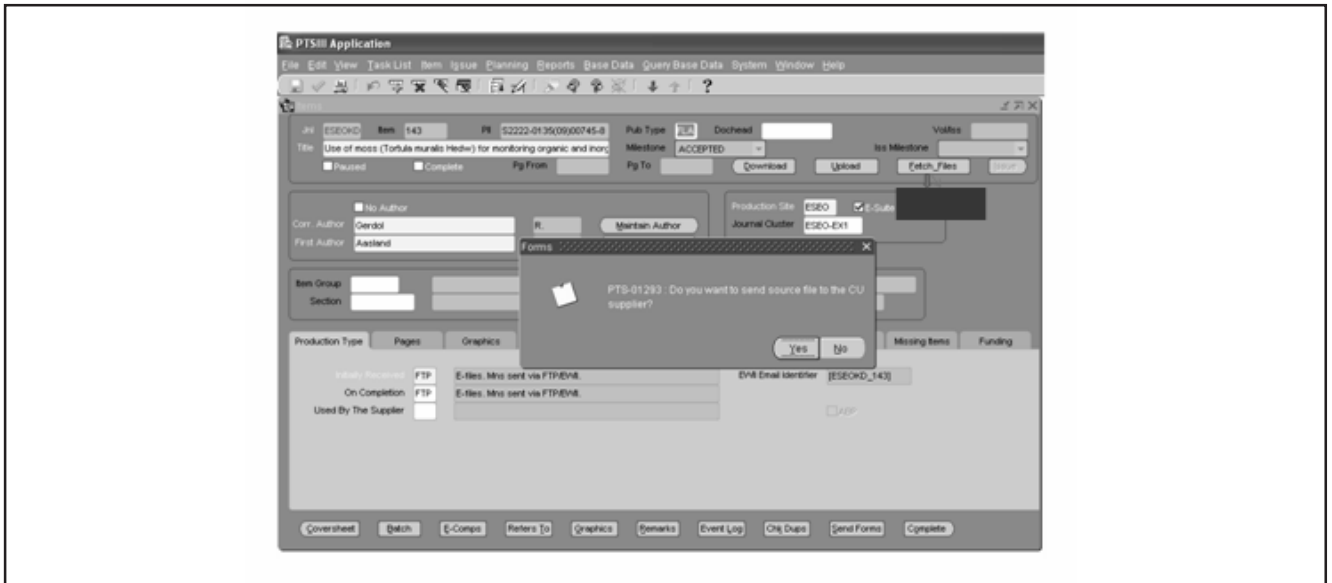 PTSIII Application
File Edit View Task List Item Issue Planning Reports Base Data Query Base Data System Window Help
Items
Jnl ESEOKD Item 143 PII S2222-0135(09)00745-8 Pub Type Dochead Vol/Iss
Title Use of moss (Tortula muralis Hedw) for monitoring organic and inorg Milestone ACCEPTED Iss Milestone
Paused Complete Pg From Pg To Download Upload Fetch_Files
No Author Production Site ESEO E-Suite
Corr. Author Gerdol R. Maintain Author Journal Cluster ESEO-EX1
First Author Aasland
Forms
Item Group
PTS-01293 : Do you want to send source file to the CU
Section
supplier?
Yes No
Production Type Pages Graphics Missing Items Funding
Initially Received FTP E-files. Mns sent via FTP/EWII. EWII Email Identifier [ESEOKD_143]
On Completion FTP E-files. Mns sent via FTP/EWII.
Used By The Supplier
Coversheet Batch E-Comps Refers To Graphics Remarks Event Log Chk Dups Send Forms Complete